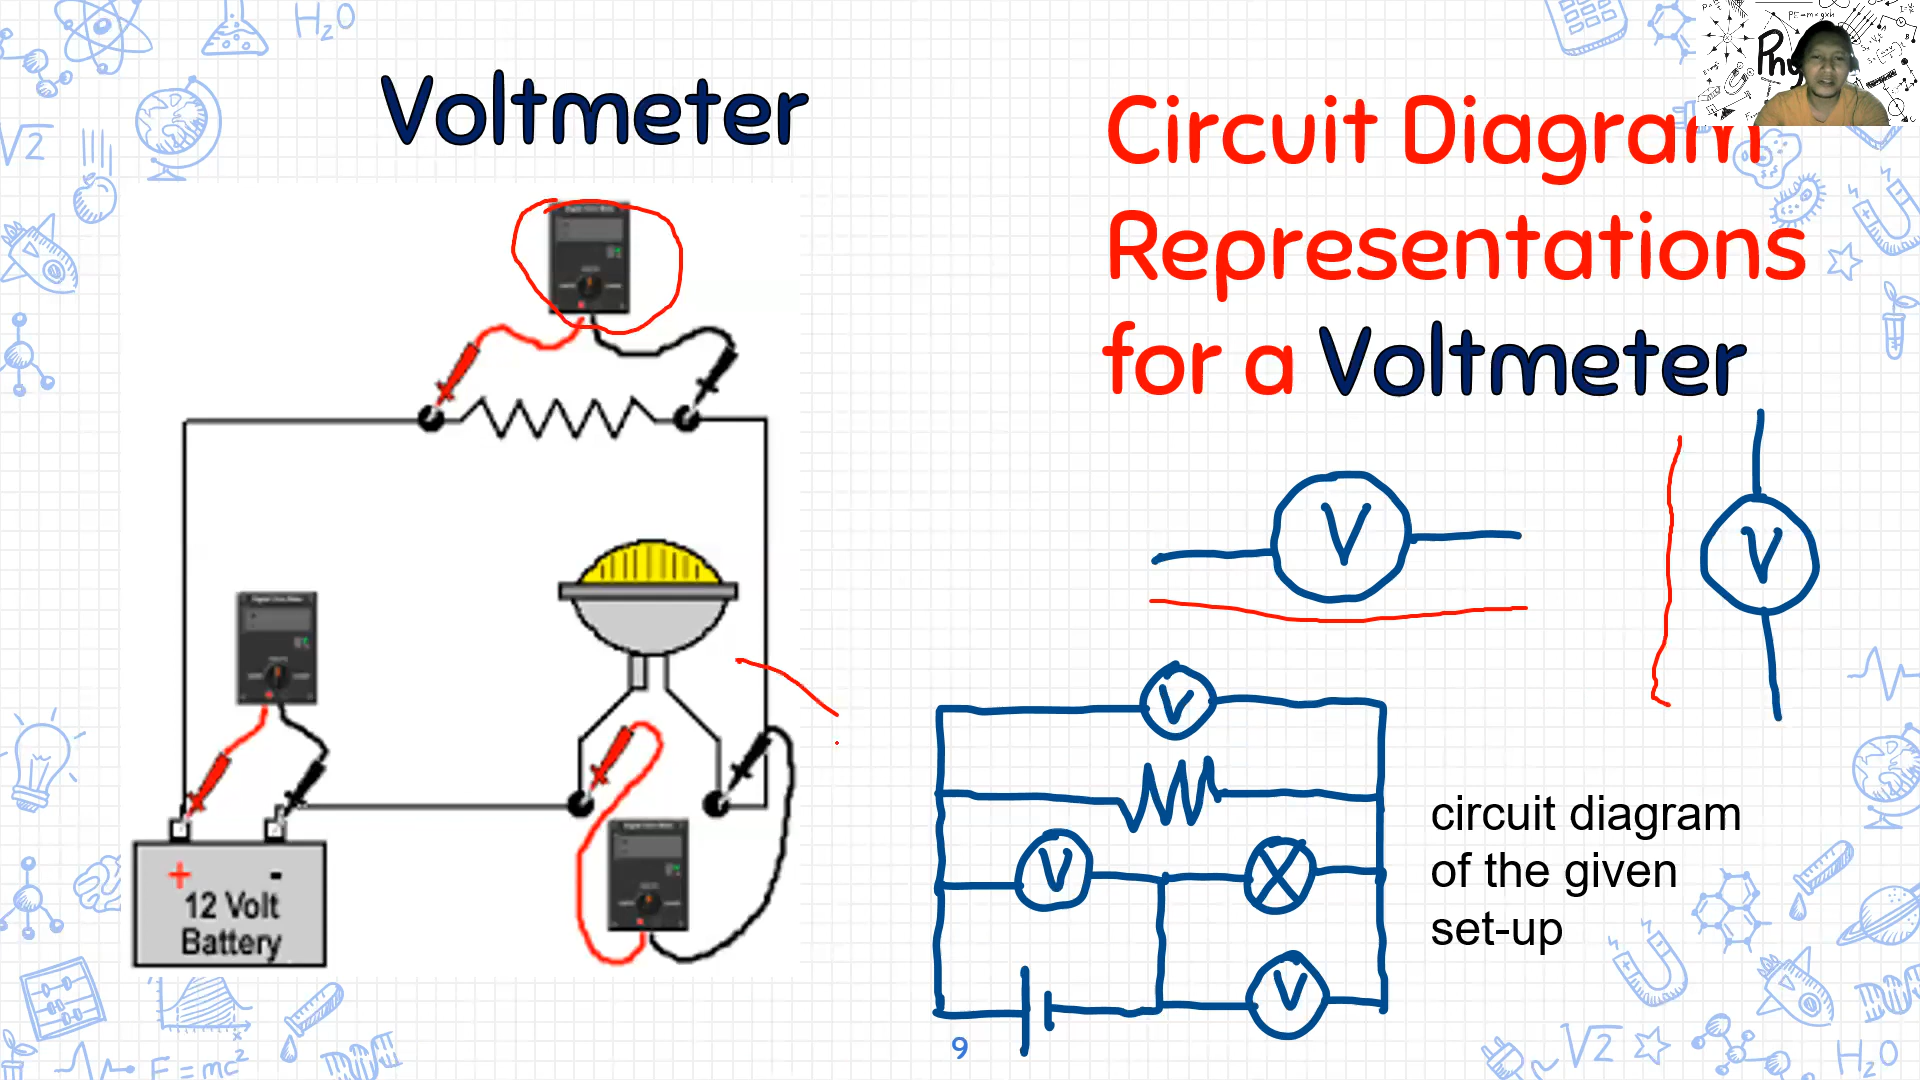 Voltmeter
+ -
12 Volt
Battery
Circuit Diagram
Representations
for a Voltmeter
V
V
V
V
V
circuit diagram
of the given
set-up
9
H₂O
√2
F=mc²
√2
H₂O
Phy